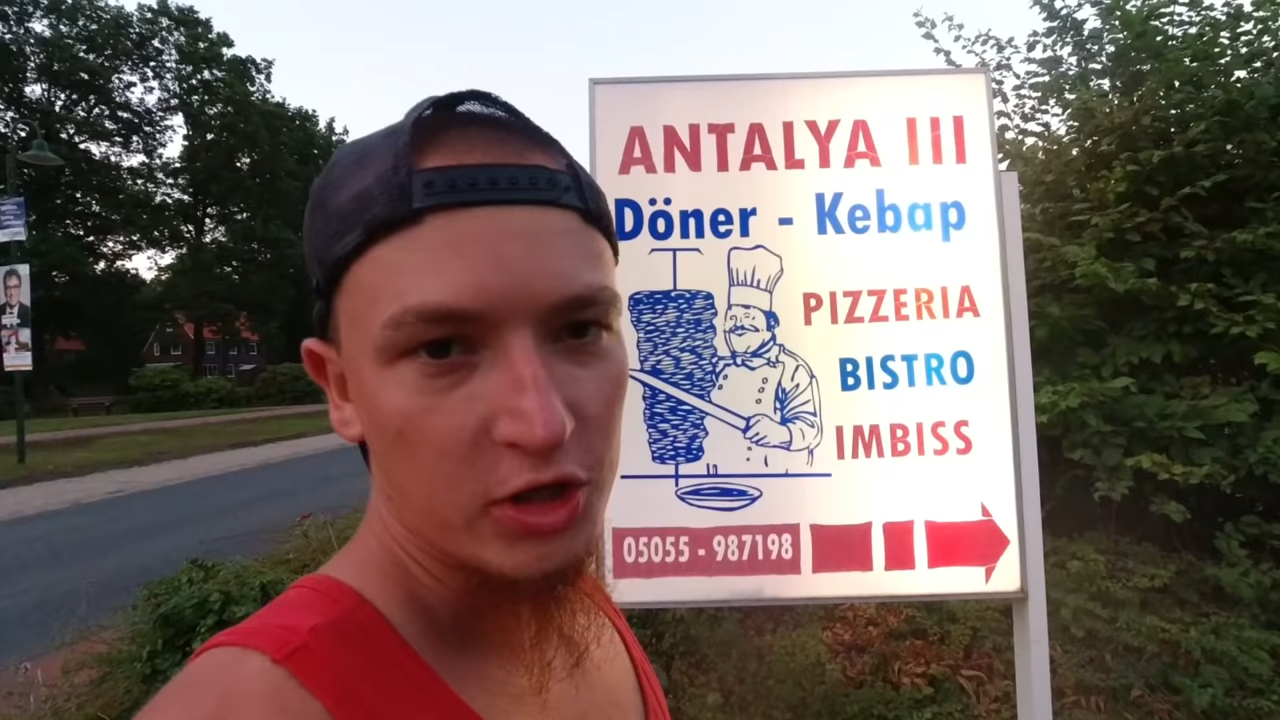 ANTALYA III
Döner - Kebap
PIZZERIA
BISTRO
IMBISS
05055 - 987198